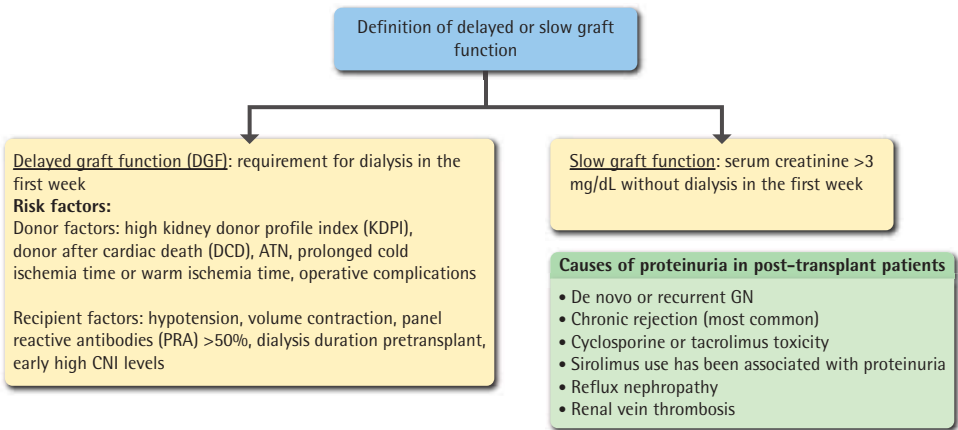 Definition of delayed or slow graft
function
Delayed graft function (DGF): requirement for dialysis in the
first week
Risk factors:
Donor factors: high kidney donor profile index (KDPI),
donor after cardiac death (DCD), ATN, prolonged cold
ischemia time or warm ischemia time, operative complications
Recipient factors: hypotension, volume contraction, panel
reactive antibodies (PRA) >50%, dialysis duration pretransplant,
early high CNI levels
Slow graft function: serum creatinine >3
mg/dL without dialysis in the first week
Causes of proteinuria in post-transplant patients
• De novo or recurrent GN
• Chronic rejection (most common)
• Cyclosporine or tacrolimus toxicity
• Sirolimus use has been associated with proteinuria
• Reflux nephropathy
• Renal vein thrombosis